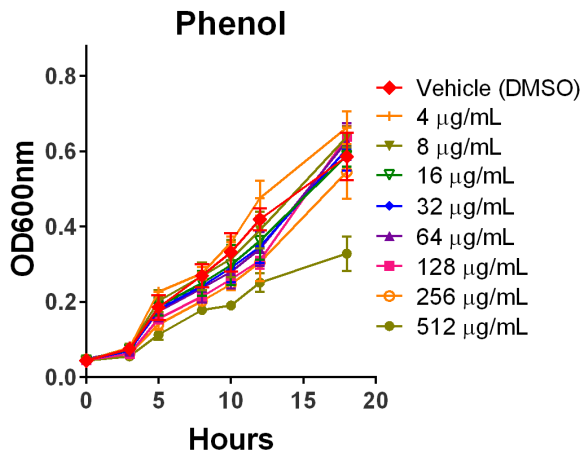 Phenol
OD600nm
0.8
0.6
0.4
0.2
0.0
0
5
10
15
20
Hours
Vehicle (DMSO)
4 μg/mL
8 μg/mL
16 μg/mL
32 μg/mL
64 μg/mL
128 μg/mL
256 μg/mL
512 μg/mL